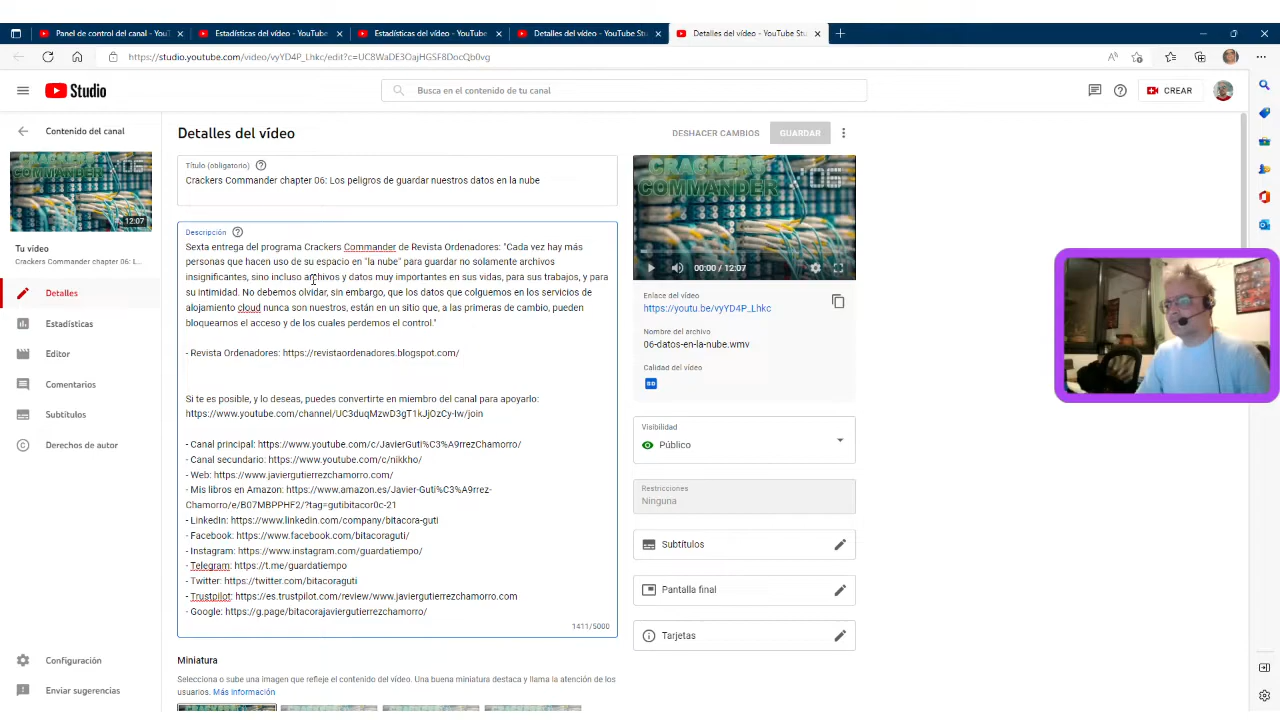 Panel de control del canal - YouT
Estadísticas del vídeo - YouTube
Estadísticas del vídeo - YouTube
Detalles del vídeo - YouTube Stu
Detalles del vídeo - YouTube Stu
https://studio.youtube.com/video/vyYD4P_Lhkc/edit?c=UC8WaDE3OajHGSF8DocQb0vg
Studio
Busca en el contenido de tu canal
CREAR
Contenido del canal
CRACKERS
COMMANDER
:06
12:07
Tu vídeo
Crackers Commander chapter 06: L...
Detalles
Estadísticas
Editor
Comentarios
Subtítulos
Derechos de autor
Configuración
Enviar sugerencias
Detalles del vídeo
DESHACER CAMBIOS
GUARDAR
Título (obligatorio)
Crackers Commander chapter 06: Los peligros de guardar nuestros datos en la nube
Descripción
Sexta entrega del programa Crackers Commander de Revista Ordenadores: "Cada vez hay más
personas que hacen uso de su espacio en "la nube" para guardar no solamente archivos
insignificantes, sino incluso archivos y datos muy importantes en sus vidas, para sus trabajos, y para
su intimidad. No debemos olvidar, sin embargo, que los datos que colguemos en los servicios de
alojamiento cloud nunca son nuestros, están en un sitio que, a las primeras de cambio, pueden
bloquearnos el acceso y de los cuales perdemos el control."
- Revista Ordenadores: https://revistaordenadores.blogspot.com/
Si te es posible, y lo deseas, puedes convertirte en miembro del canal para apoyarlo:
https://www.youtube.com/channel/UC3duqMzwD3gT1kJjOzCy-Iw/join
- Canal principal: https://www.youtube.com/c/JavierGuti%C3%A9rrezChamorro/
- Canal secundario: https://www.youtube.com/c/nikkho/
- Web: https://www.javiergutierrezchamorro.com/
- Mis libros en Amazon: https://www.amazon.es/Javier-Guti%C3%A9rrez-
Chamorro/e/B07MBPPHF2/?tag=gutibitacor0c-21
- LinkedIn: https://www.linkedin.com/company/bitacora-guti
- Facebook: https://www.facebook.com/bitacoraguti/
- Instagram: https://www.instagram.com/guardatiempo/
- Telegram: https://t.me/guardatiempo
- Twitter: https://twitter.com/bitacoraguti
- Trustpilot: https://es.trustpilot.com/review/www.javiergutierrezchamorro.com
- Google: https://g.page/bitacorajaviergutierrezchamorro/
1411/5000
Miniatura
Selecciona o sube una imagen que refleje el contenido del vídeo. Una buena miniatura destaca y llama la atención de los
usuarios. Más información
CRACKERS
COMMANDER
:06
00:00 / 12:07
Enlace del vídeo
https://youtu.be/vyYD4P_Lhkc
Nombre del archivo
06-datos-en-la-nube.wmv
Calidad del vídeo
SD
Visibilidad
Público
Restricciones
Ninguna
Subtítulos
Pantalla final
Tarjetas